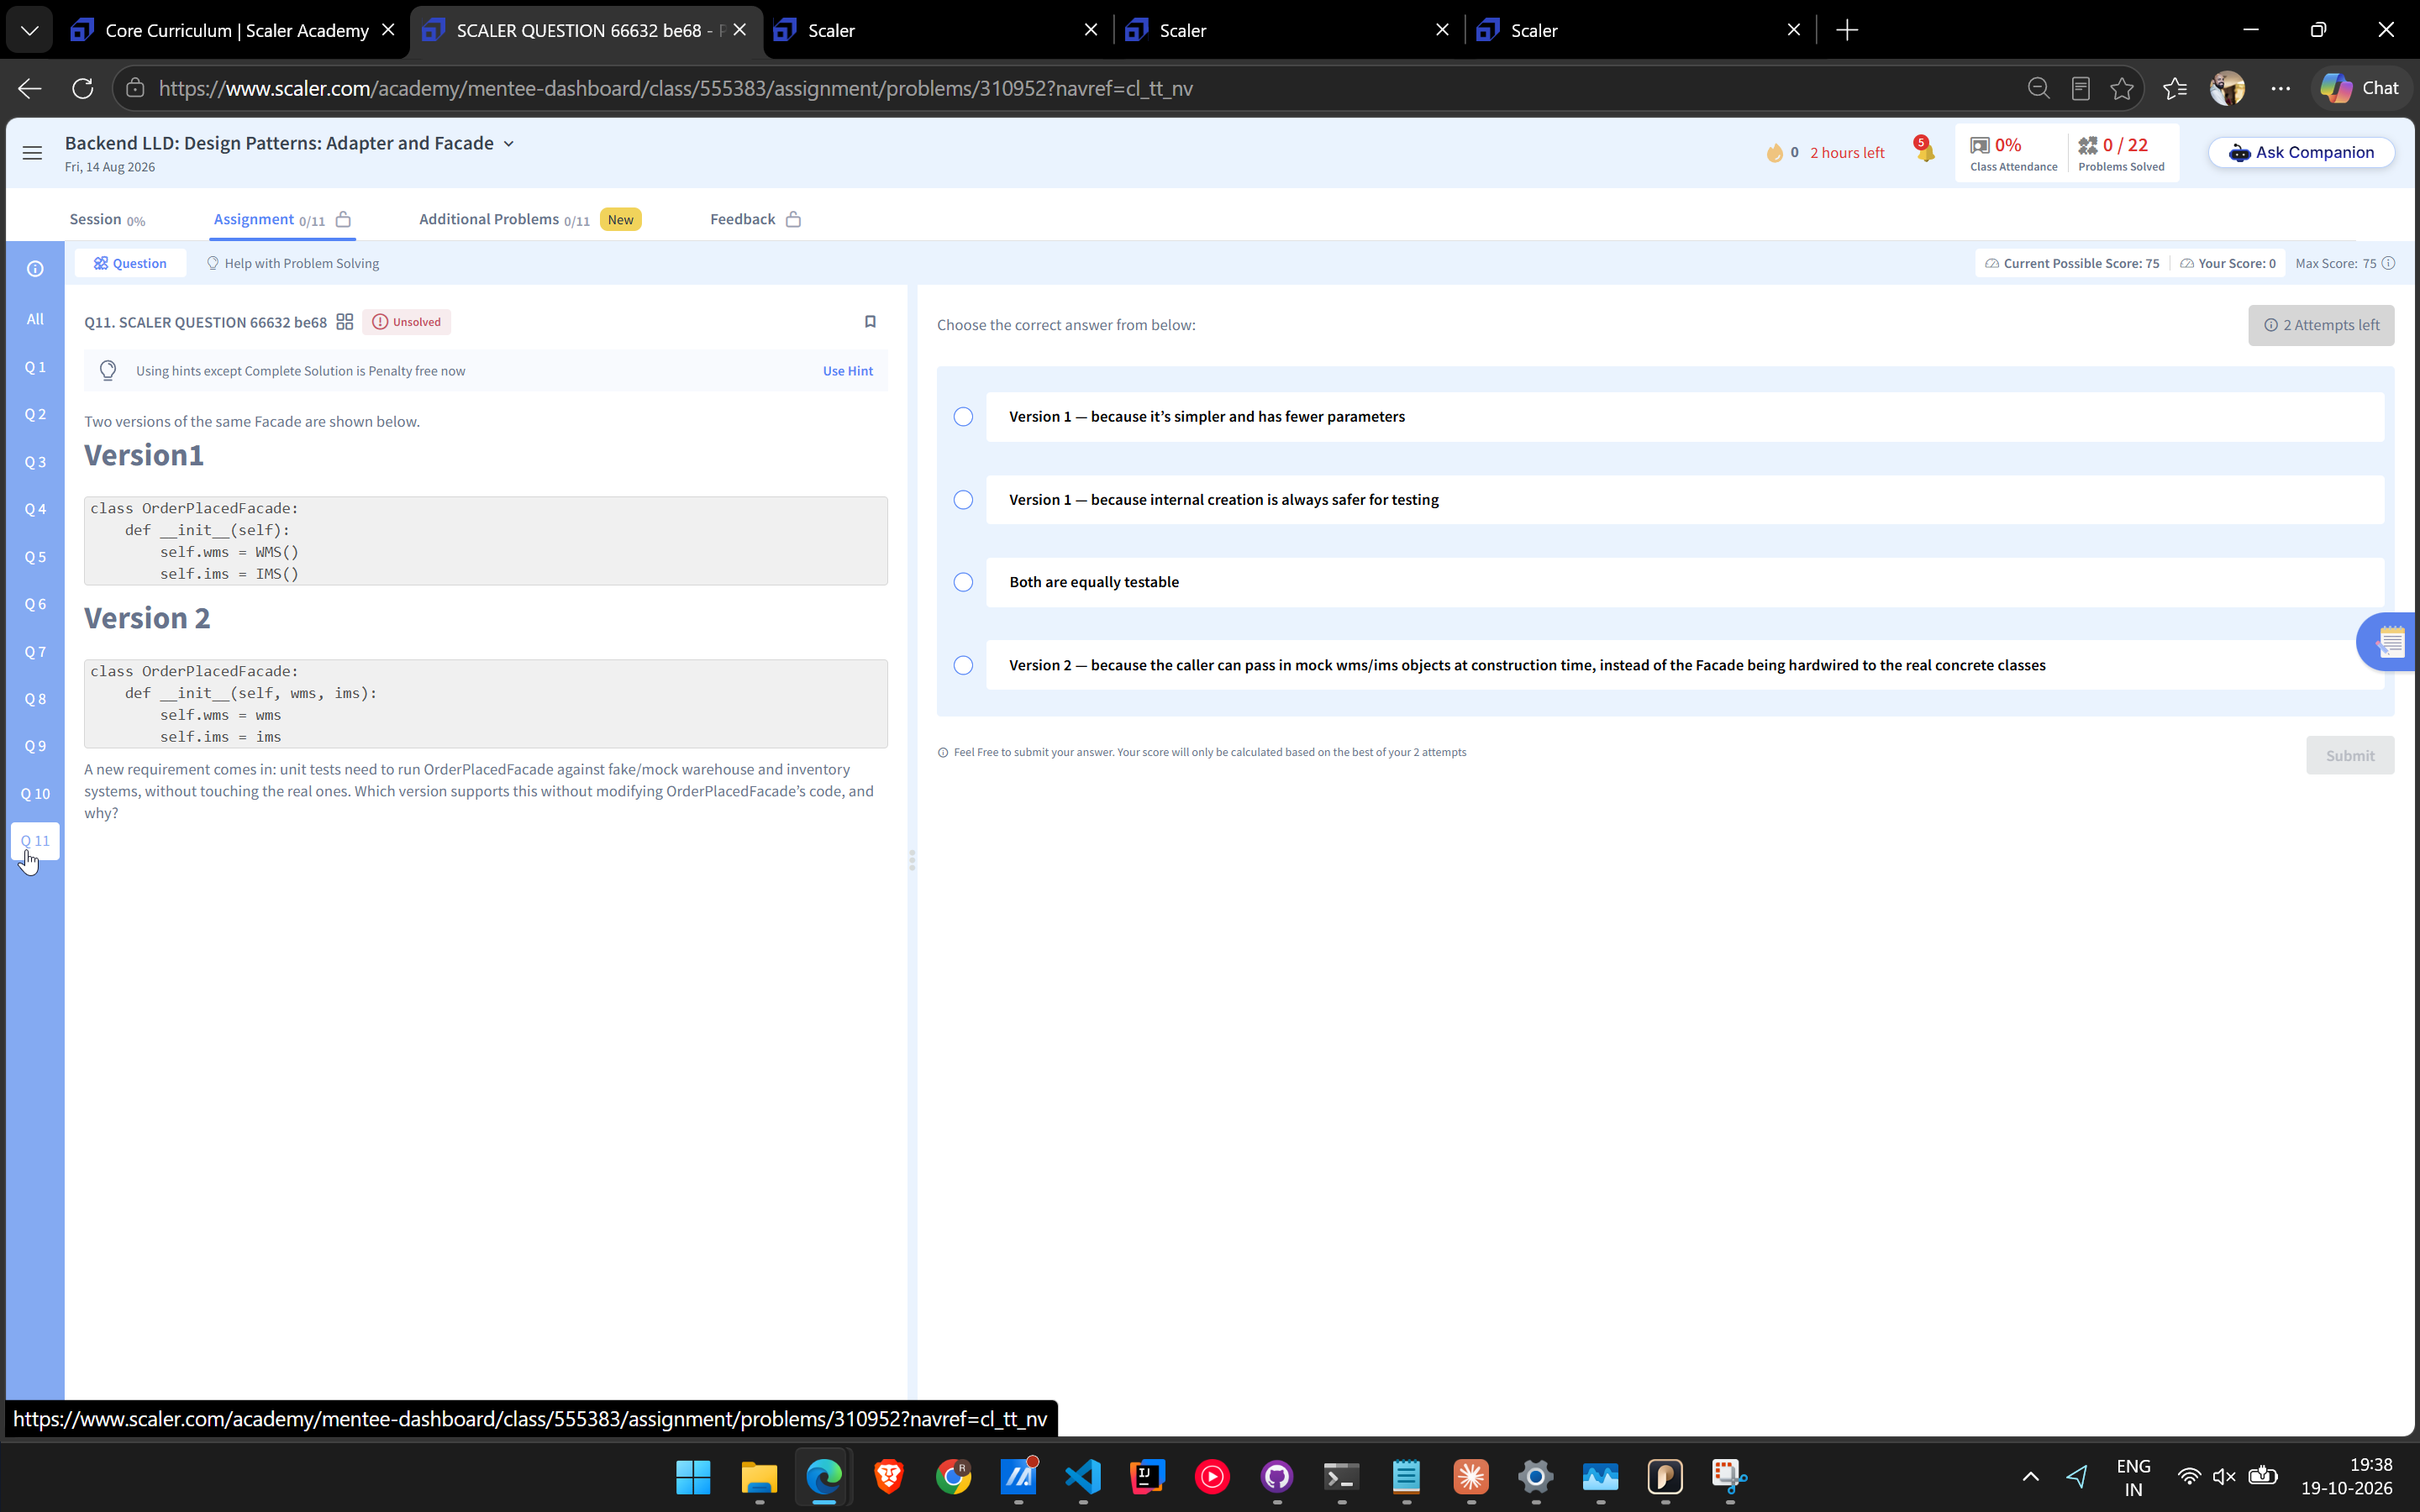 Core Curriculum | Scaler Academy
SCALER QUESTION 66632 be68 - P
Scaler
Scaler
Scaler
https://www.scaler.com/academy/mentee-dashboard/class/555383/assignment/problems/310952?navref=cl_tt_nv
Chat
Backend LLD: Design Patterns: Adapter and Facade
Fri, 14 Aug 2026
0 2 hours left
5
0%
Class Attendance
0 / 22
Problems Solved
Ask Companion
Session 0%
Assignment 0/11
Additional Problems 0/11 New
Feedback
Question
Help with Problem Solving
Current Possible Score: 75
Your Score: 0
Max Score: 75
All
Q 1
Q 2
Q 3
Q 4
Q 5
Q 6
Q 7
Q 8
Q 9
Q 10
Q 11
Q11. SCALER QUESTION 66632 be68
Unsolved
Using hints except Complete Solution is Penalty free now
Use Hint
Two versions of the same Facade are shown below.
Version1
class OrderPlacedFacade:
    def __init__(self):
        self.wms = WMS()
        self.ims = IMS()
Version 2
class OrderPlacedFacade:
    def __init__(self, wms, ims):
        self.wms = wms
        self.ims = ims
A new requirement comes in: unit tests need to run OrderPlacedFacade against fake/mock warehouse and inventory
systems, without touching the real ones. Which version supports this without modifying OrderPlacedFacade's code, and
why?
Choose the correct answer from below:
2 Attempts left
Version 1 — because it's simpler and has fewer parameters
Version 1 — because internal creation is always safer for testing
Both are equally testable
Version 2 — because the caller can pass in mock wms/ims objects at construction time, instead of the Facade being hardwired to the real concrete classes
Feel Free to submit your answer. Your score will only be calculated based on the best of your 2 attempts
Submit
https://www.scaler.com/academy/mentee-dashboard/class/555383/assignment/problems/310952?navref=cl_tt_nv
R
IJ
ENG
IN
19:38
19-10-2026